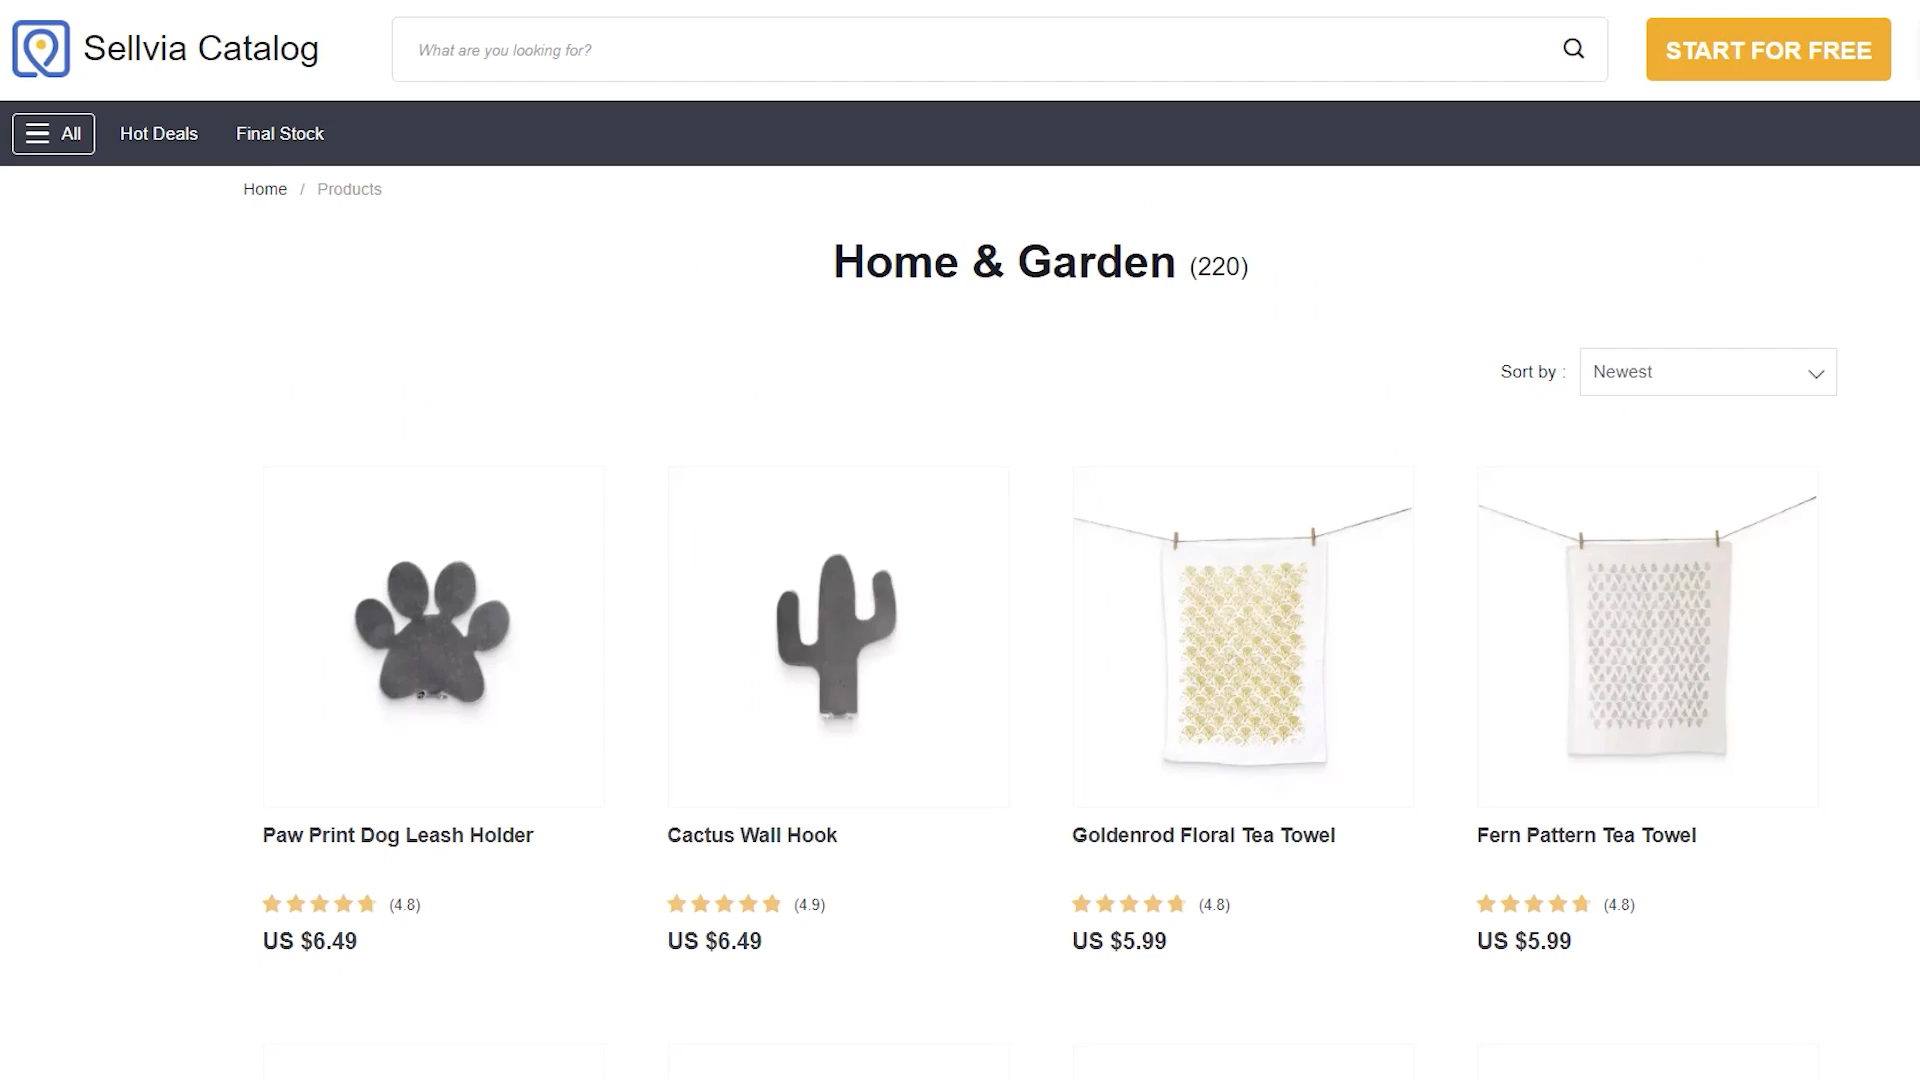 Sellvia Catalog
What are you looking for?
START FOR FREE
All
Hot Deals
Final Stock
Home / Products
Home & Garden (220)
Sort by :
Newest
Paw Print Dog Leash Holder
(4.8)
US $6.49
Cactus Wall Hook
(4.9)
US $6.49
Goldenrod Floral Tea Towel
(4.8)
US $5.99
Fern Pattern Tea Towel
(4.8)
US $5.99